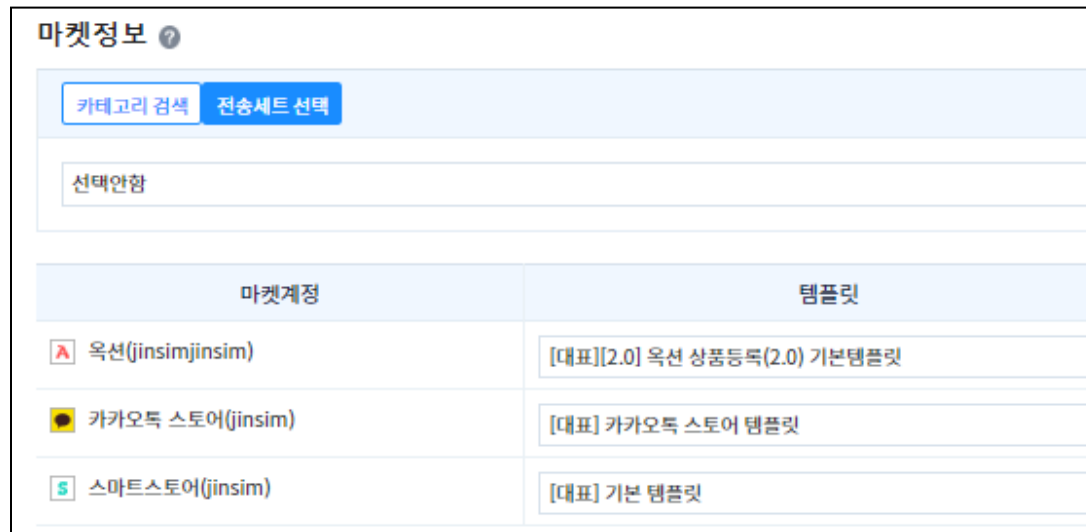 마켓정보 ?
카테고리 검색 전송세트 선택
선택안함
마켓계정 템플릿
옥션(jinsimjinsim) [대표][2.0] 옥션 상품등록(2.0) 기본템플릿
카카오톡 스토어(jinsim) [대표] 카카오톡 스토어 템플릿
스마트스토어(jinsim) [대표] 기본 템플릿